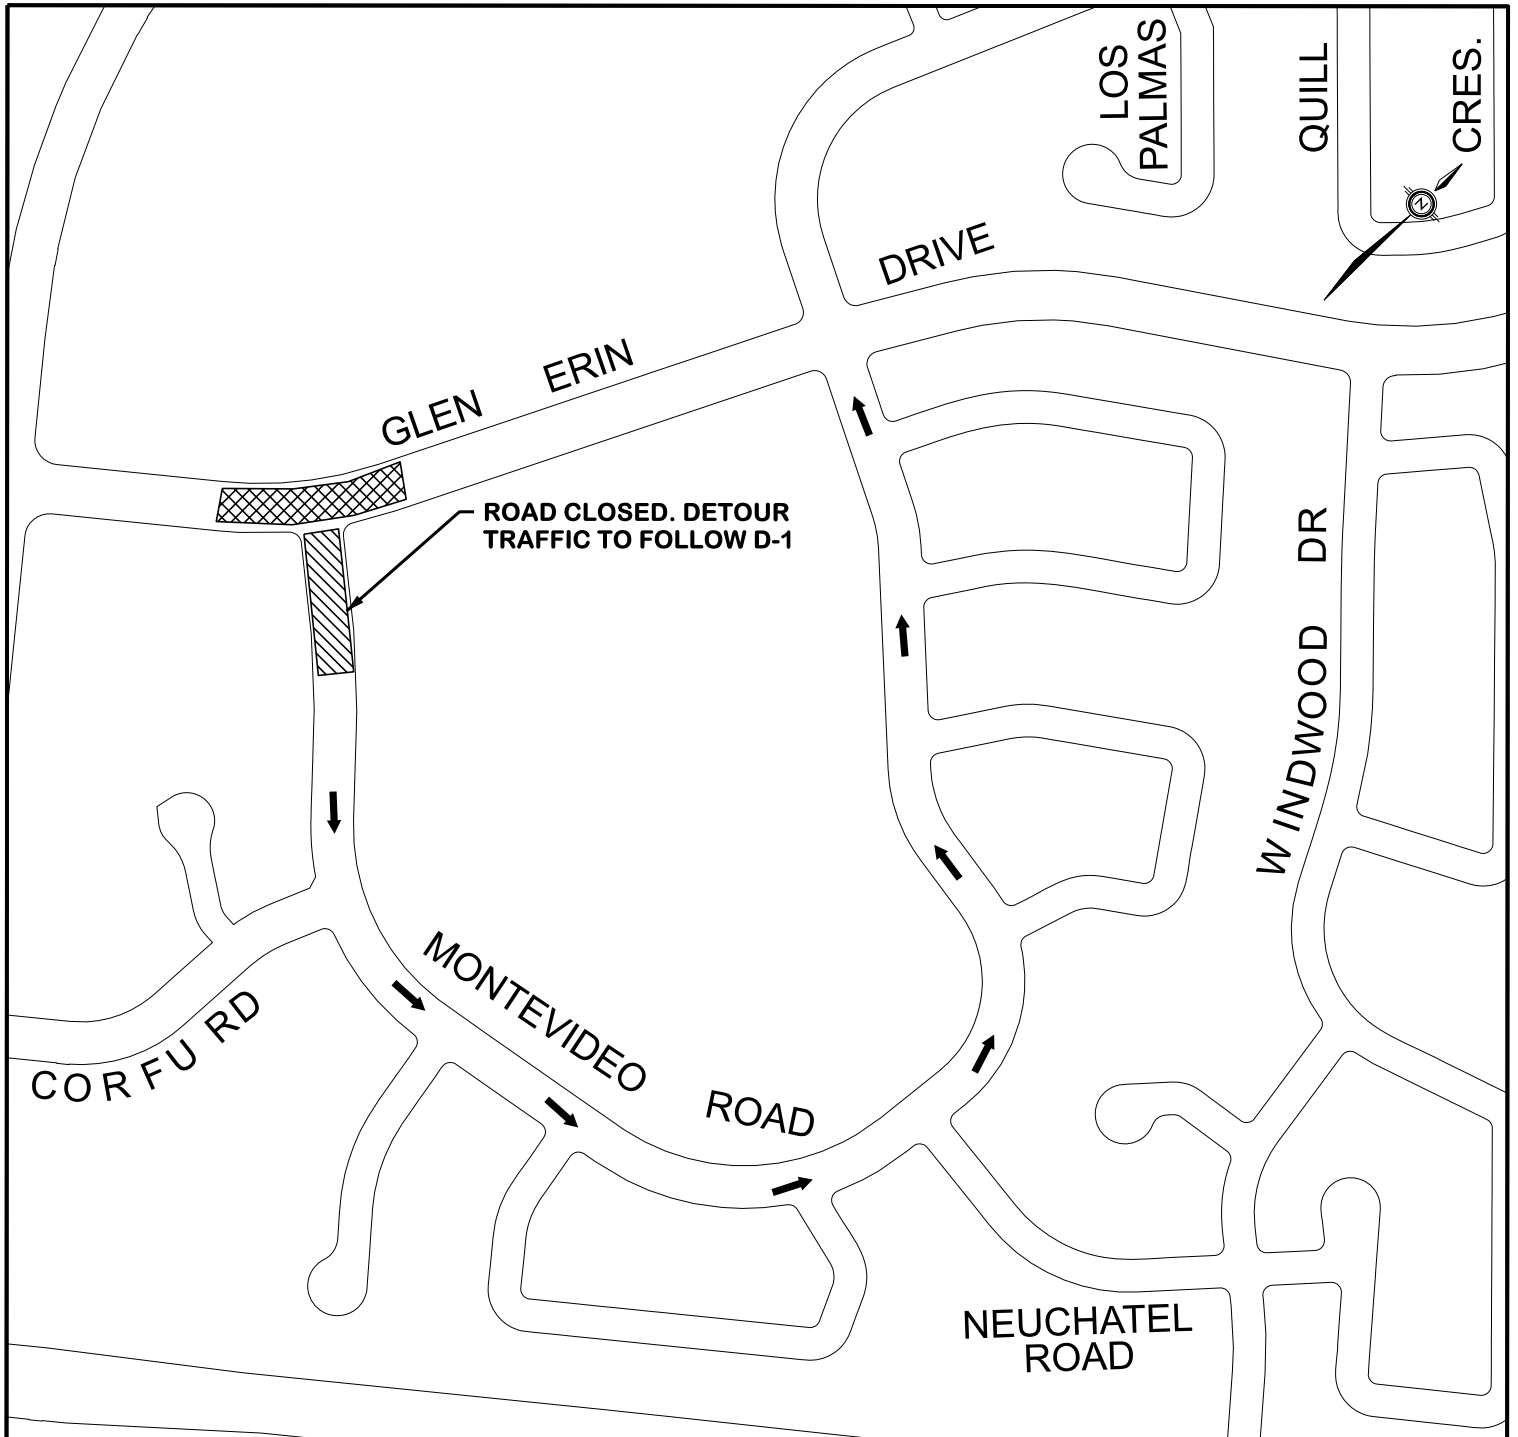 LOS
PALMAS
QUILL
CRES.
N
DRIVE
GLEN ERIN
ROAD CLOSED. DETOUR
TRAFFIC TO FOLLOW D-1
WINDWOOD DR
MONTEVIDEO ROAD
CORFU RD
NEUCHATEL
ROAD